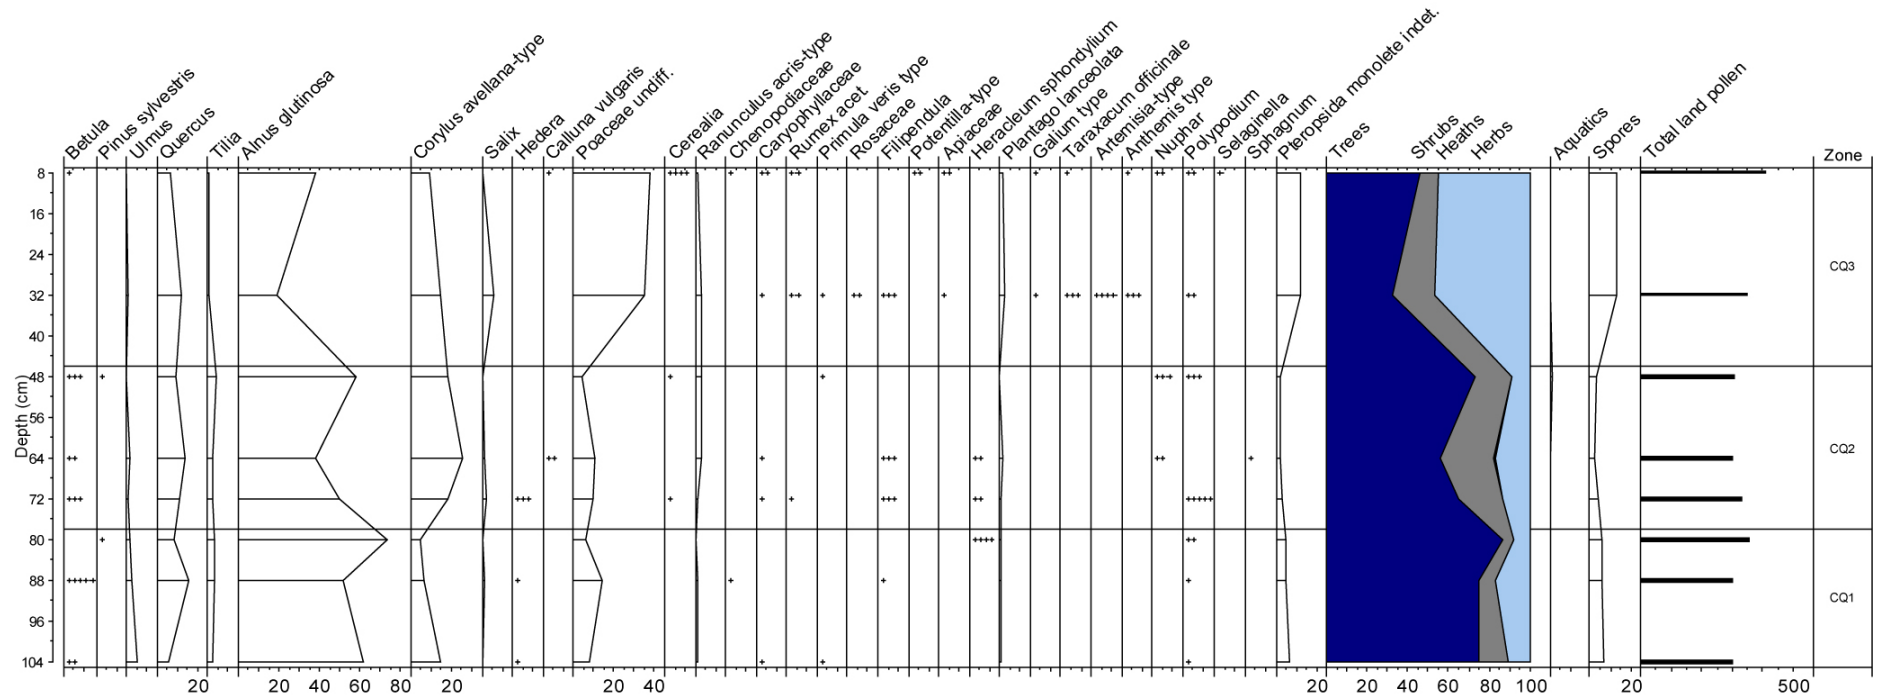 Betula
Pinus sylvestris
Ulmus
Quercus
Tilia
Alnus glutinosa
Corylus avellana-type
Salix
Hedera
Calluna vulgaris
Poaceae undiff.
Cerealia
Ranunculus acris-type
Chenopodiaceae
Caryophyllaceae
Rumex acet.
Primula veris type
Rosaceae
Filipendula
Potentilla-type
Apiaceae
Heracleum sphondylium
Plantago lanceolata
Galium type
Taraxacum officinale
Artemisia-type
Anthemis type
Nuphar
Polypodium
Selaginella
Sphagnum
Pteropsida monolete indet.
Trees
Shrubs
Heaths
Herbs
Aquatics
Spores
Total land pollen
Zone
Depth (cm)
8
16
24
32
40
48
56
64
72
80
88
96
104
CQ3
CQ2
CQ1
20 20 40 60 80 20 20 40 20 20 40 60 80 100 20 500